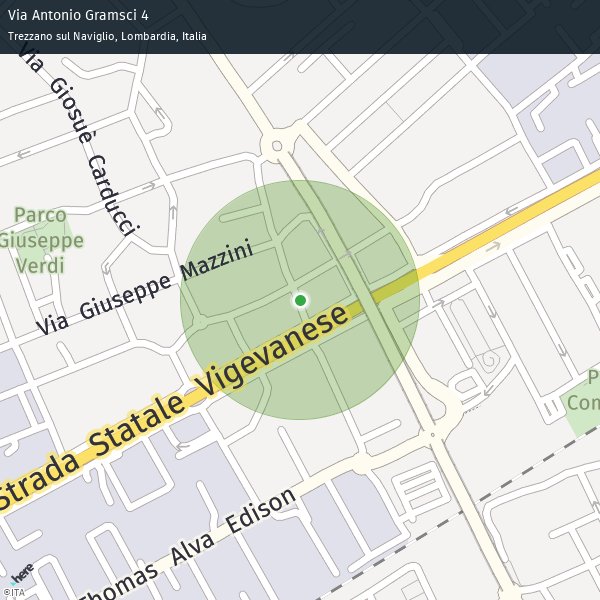 Via Antonio Gramsci 4
Trezzano sul Naviglio, Lombardia, Italia
Via Giosuè Carducci
Parco
Giuseppe
Verdi
Via Giuseppe Mazzini
Strada Statale Vigevanese
P
Com
Thomas Alva Edison
here
©ITA